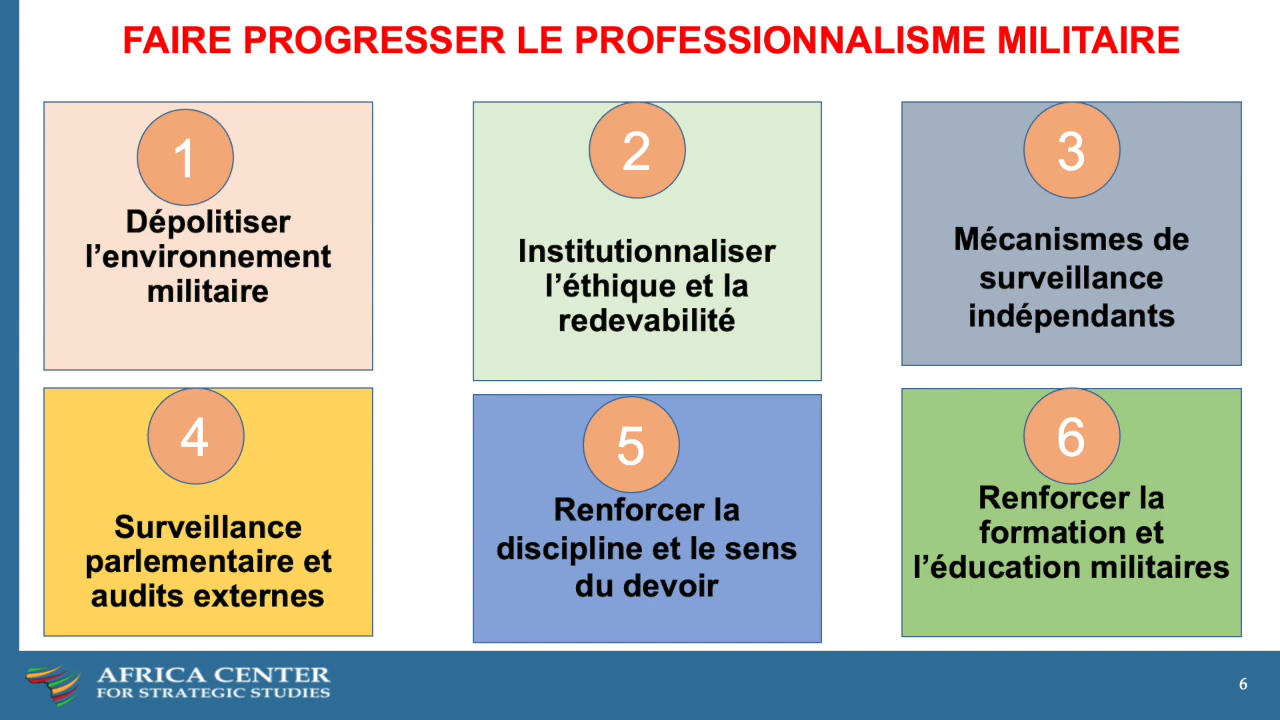 FAIRE PROGRESSER LE PROFESSIONNALISME MILITAIRE
1
Dépolitiser
l’environnement
militaire
2
Institutionnaliser
l’éthique et la
redevabilité
3
Mécanismes de
surveillance
indépendants
4
Surveillance
parlementaire et
audits externes
5
Renforcer la
discipline et le sens
du devoir
6
Renforcer la
formation et
l’éducation militaires
AFRICA CENTER
FOR STRATEGIC STUDIES
6